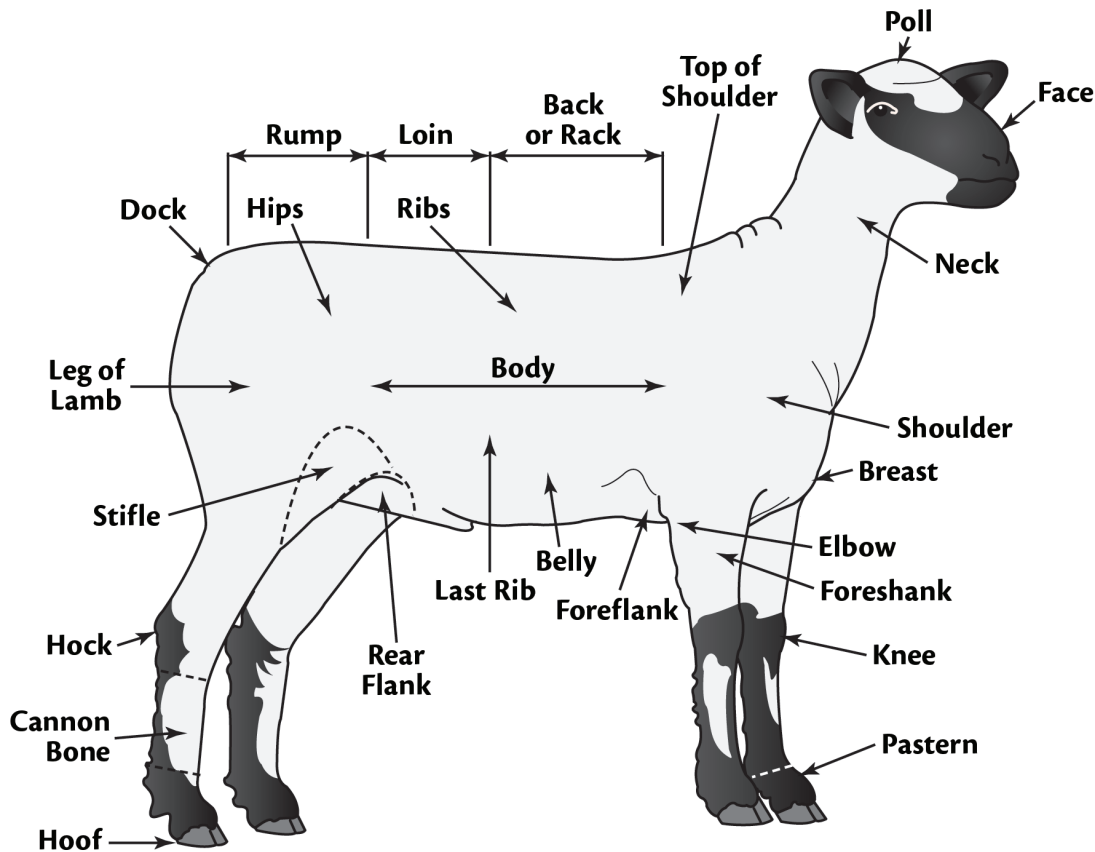 Poll
Top of
Shoulder
Face
Back
or Rack
Rump
Loin
Dock
Hips
Ribs
Neck
Leg of
Lamb
Body
Shoulder
Breast
Stifle
Elbow
Belly
Last Rib
Foreflank
Foreshank
Hock
Rear
Flank
Knee
Cannon
Bone
Pastern
Hoof